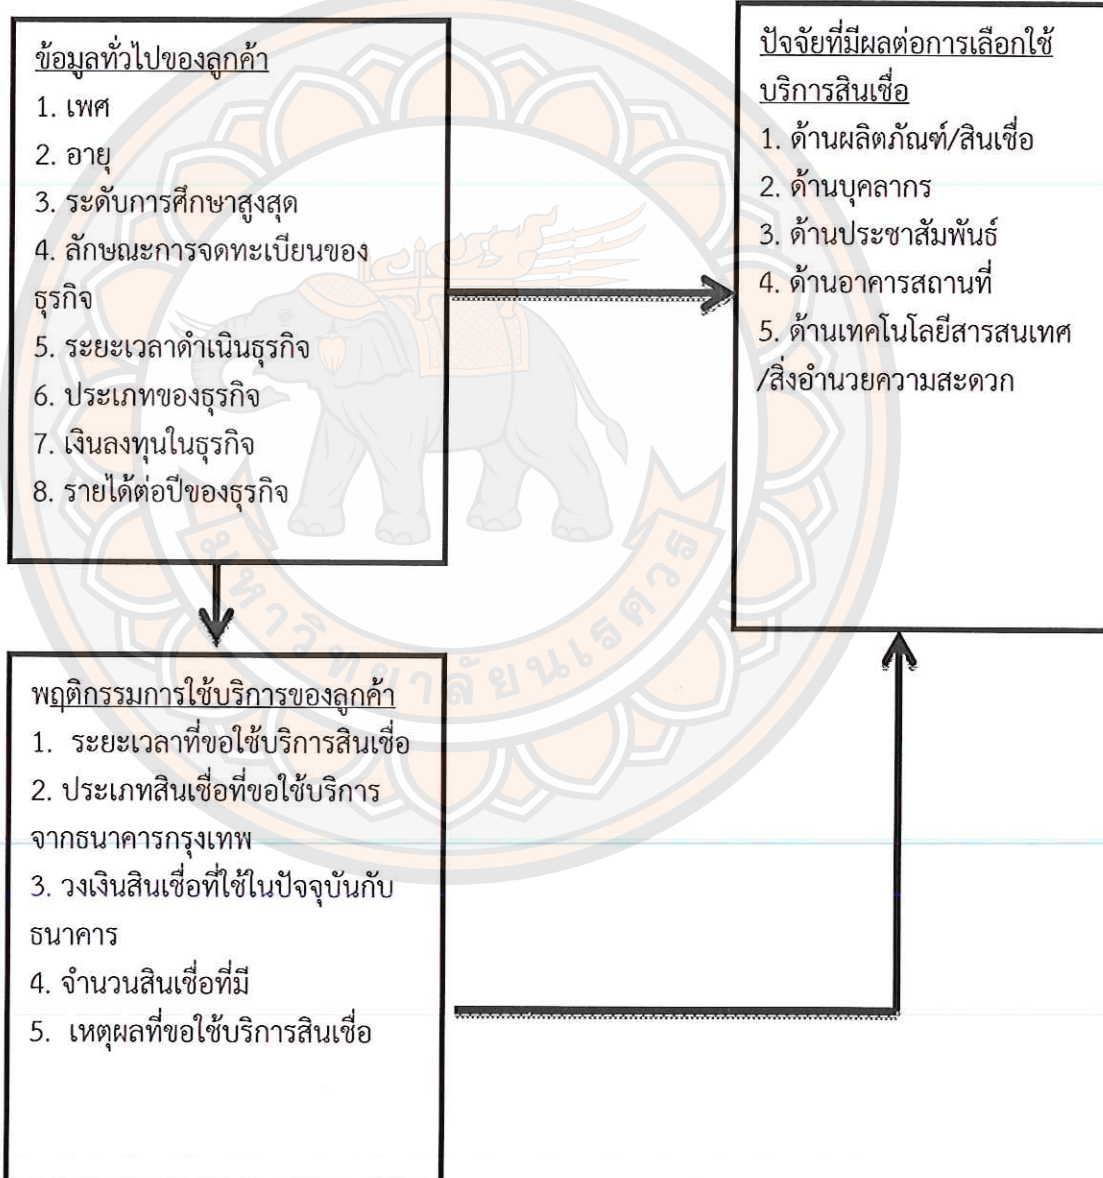 ข้อมูลทั่วไปของลูกค้า
1. เพศ
2. อายุ
3. ระดับการศึกษาสูงสุด
4. ลักษณะการจดทะเบียนของ
ธุรกิจ
5. ระยะเวลาดำเนินธุรกิจ
6. ประเภทของธุรกิจ
7. เงินลงทุนในธุรกิจ
8. รายได้ต่อปีของธุรกิจ
ปัจจัยที่มีผลต่อการเลือกใช้
บริการสินเชื่อ
1. ด้านผลิตภัณฑ์/สินเชื่อ
2. ด้านบุคลากร
3. ด้านประชาสัมพันธ์
4. ด้านอาคารสถานที่
5. ด้านเทคโนโลยีสารสนเทศ
/สิ่งอำนวยความสะดวก
มหาวิทยาลัยนเรศวร
พฤติกรรมการใช้บริการของลูกค้า
1. ระยะเวลาที่ขอใช้บริการสินเชื่อ
2. ประเภทสินเชื่อที่ขอใช้บริการ
จากธนาคารกรุงเทพ
3. วงเงินสินเชื่อที่ใช้ในปัจจุบันกับ
ธนาคาร
4. จำนวนสินเชื่อที่มี
5. เหตุผลที่ขอใช้บริการสินเชื่อ